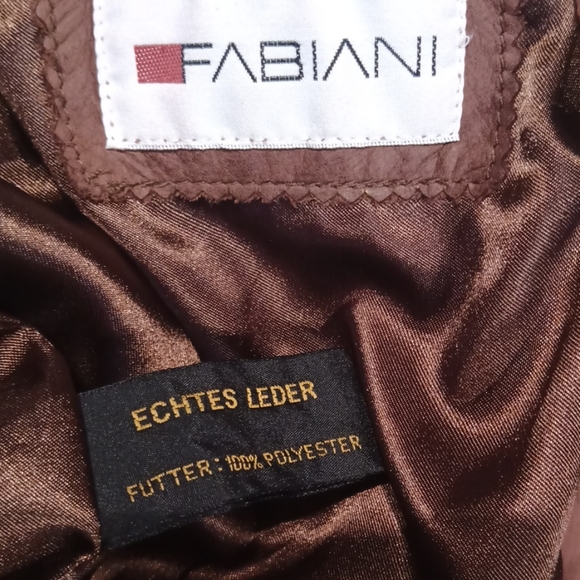 FABIANI
ECHTES LEDER
FUTTER: 100% POLYESTER